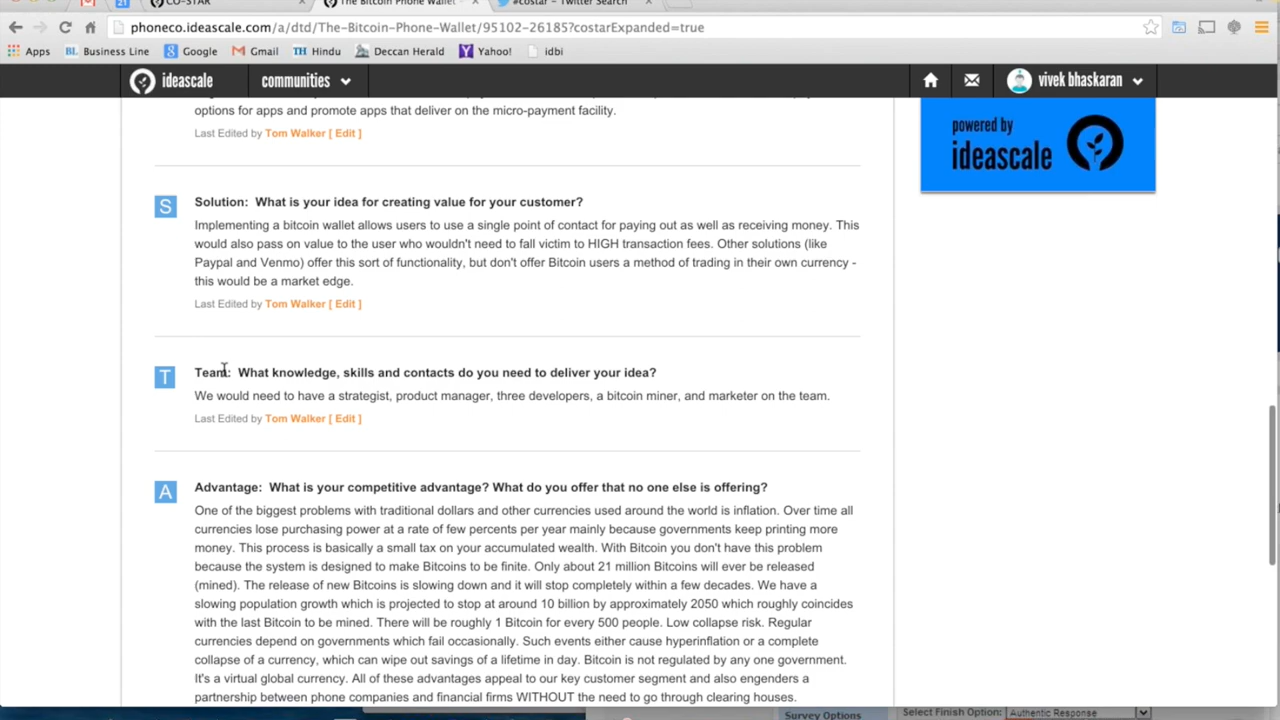 CO-STAR
The Bitcoin Phone Wallet
#costar - Twitter Search
phoneco.ideascale.com/a/dtd/The-Bitcoin-Phone-Wallet/95102-26185?costarExpanded=true
Apps BL. Business Line Google Gmail TH Hindu Deccan Herald Yahoo! idbi
ideascale communities vivek bhaskaran
options for apps and promote apps that deliver on the micro-payment facility.
Last Edited by Tom Walker [ Edit ]
powered by
ideascale
S Solution: What is your idea for creating value for your customer?
Implementing a bitcoin wallet allows users to use a single point of contact for paying out as well as receiving money. This
would also pass on value to the user who wouldn't need to fall victim to HIGH transaction fees. Other solutions (like
Paypal and Venmo) offer this sort of functionality, but don't offer Bitcoin users a method of trading in their own currency -
this would be a market edge.
Last Edited by Tom Walker [ Edit ]
T Team: What knowledge, skills and contacts do you need to deliver your idea?
We would need to have a strategist, product manager, three developers, a bitcoin miner, and marketer on the team.
Last Edited by Tom Walker [ Edit ]
A Advantage: What is your competitive advantage? What do you offer that no one else is offering?
One of the biggest problems with traditional dollars and other currencies used around the world is inflation. Over time all
currencies lose purchasing power at a rate of few percents per year mainly because governments keep printing more
money. This process is basically a small tax on your accumulated wealth. With Bitcoin you don't have this problem
because the system is designed to make Bitcoins to be finite. Only about 21 million Bitcoins will ever be released
(mined). The release of new Bitcoins is slowing down and it will stop completely within a few decades. We have a
slowing population growth which is projected to stop at around 10 billion by approximately 2050 which roughly coincides
with the last Bitcoin to be mined. There will be roughly 1 Bitcoin for every 500 people. Low collapse risk. Regular
currencies depend on governments which fail occasionally. Such events either cause hyperinflation or a complete
collapse of a currency, which can wipe out savings of a lifetime in day. Bitcoin is not regulated by any one government.
It's a virtual global currency. All of these advantages appeal to our key customer segment and also engenders a
partnership between phone companies and financial firms WITHOUT the need to go through clearing houses.
Survey Options Select Finish Option: Authentic Response